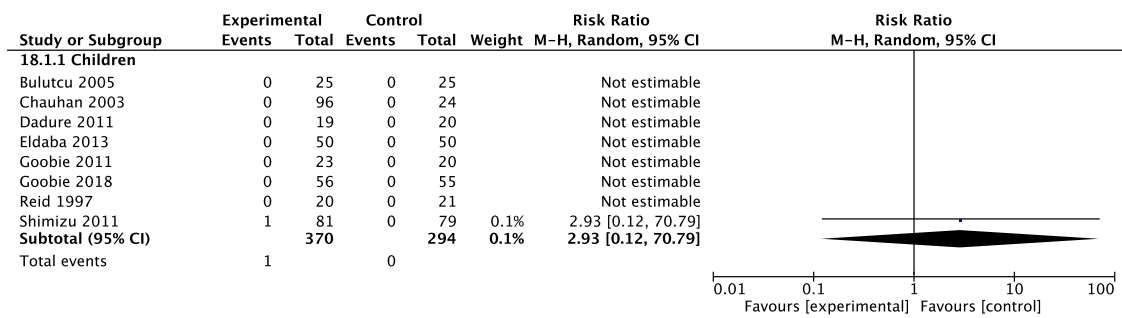 Experimental Control Risk Ratio Risk Ratio
Study or Subgroup Events Total Events Total Weight M-H, Random, 95% CI M-H, Random, 95% CI
18.1.1 Children
Bulutcu 2005 0 25 0 25 Not estimable
Chauhan 2003 0 96 0 24 Not estimable
Dadure 2011 0 19 0 20 Not estimable
Eldaba 2013 0 50 0 50 Not estimable
Goobie 2011 0 23 0 20 Not estimable
Goobie 2018 0 56 0 55 Not estimable
Reid 1997 0 20 0 21 Not estimable
Shimizu 2011 1 81 0 79 0.1% 2.93 [0.12, 70.79]
Subtotal (95% CI) 370 294 0.1% 2.93 [0.12, 70.79]
Total events 1 0
0.01 0.1 1 10 100
Favours [experimental] Favours [control]